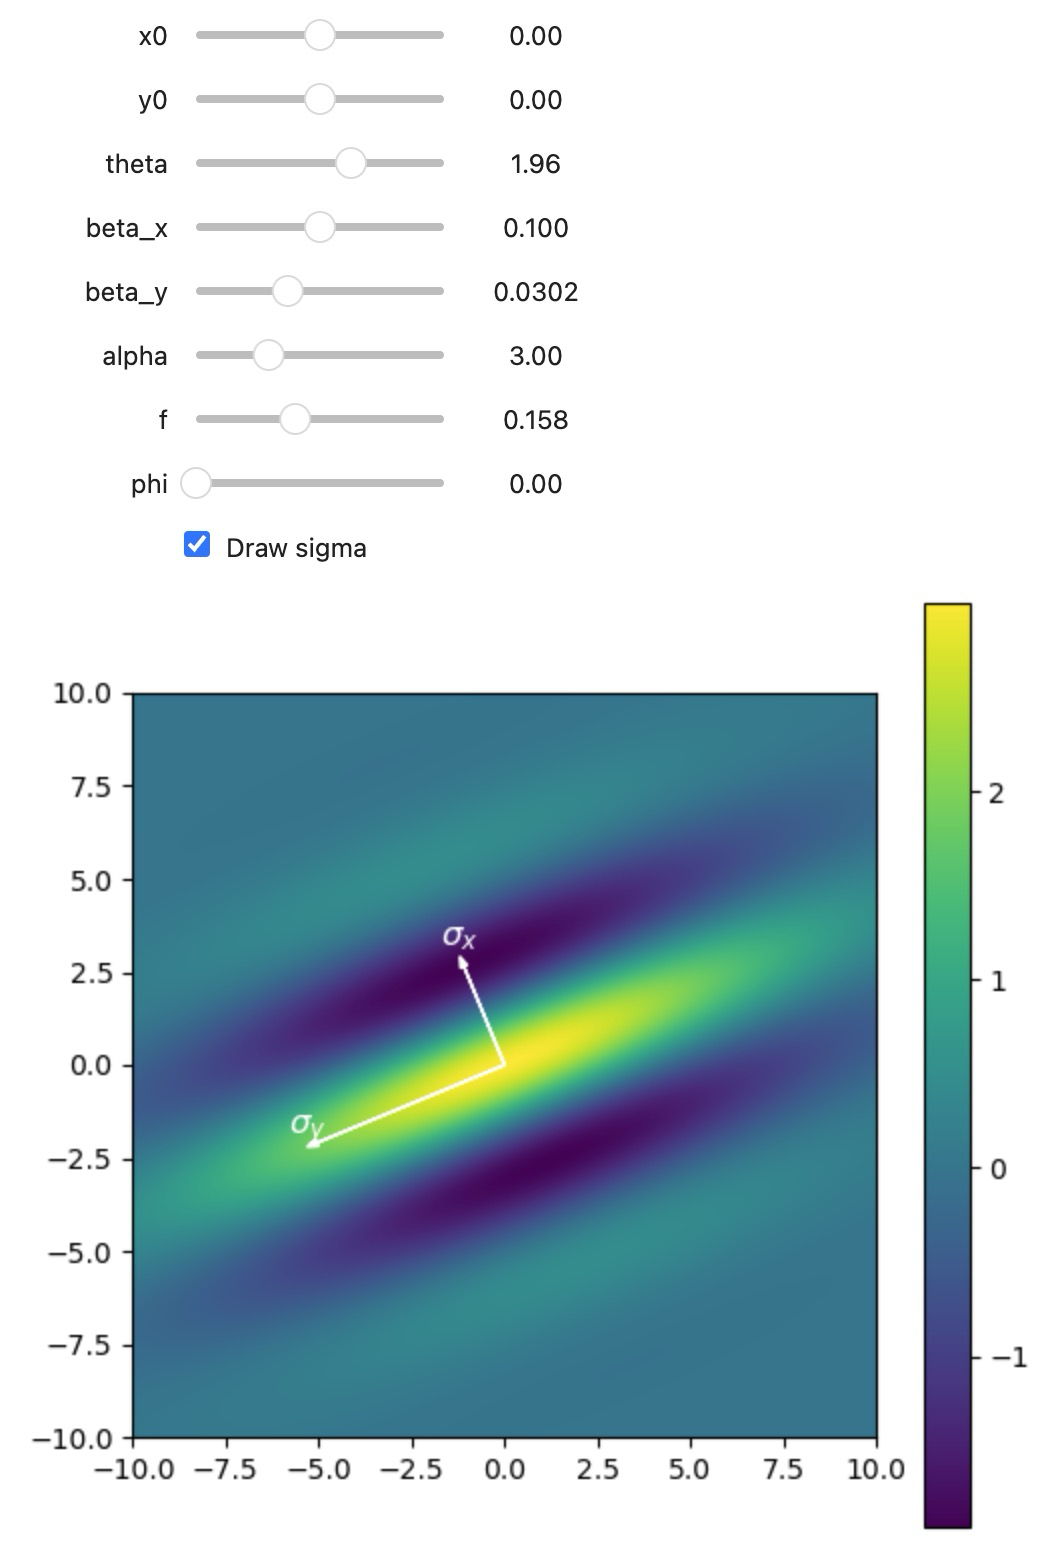 x0 0.00
y0 0.00
theta 1.96
beta_x 0.100
beta_y 0.0302
alpha 3.00
f 0.158
phi 0.00
Draw sigma
10.0
7.5
5.0
2.5
0.0
−2.5
−5.0
−7.5
−10.0
σx
σy
−10.0 −7.5 −5.0 −2.5 0.0 2.5 5.0 7.5 10.0
2
1
0
−1